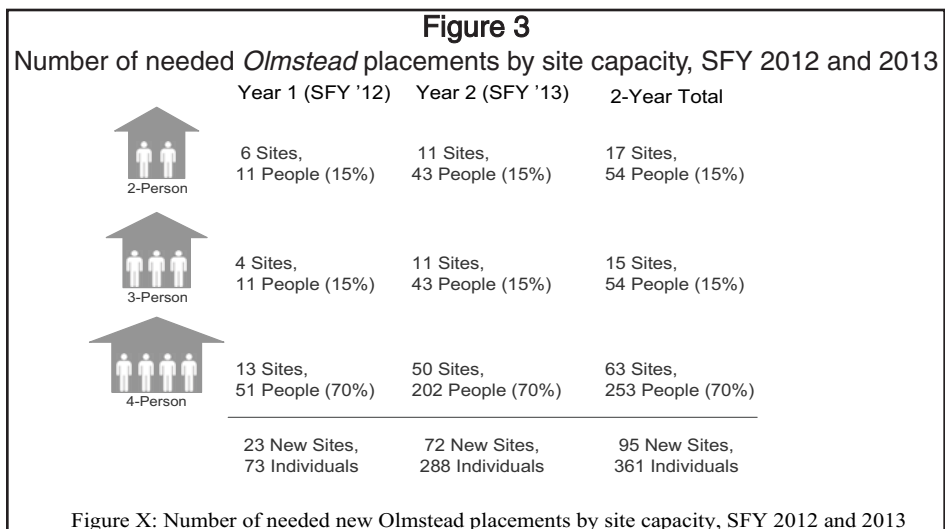 Figure 3
Number of needed Olmstead placements by site capacity, SFY 2012 and 2013
Year 1 (SFY '12) Year 2 (SFY '13) 2-Year Total
6 Sites, 11 Sites, 17 Sites,
11 People (15%) 43 People (15%) 54 People (15%)
2-Person
4 Sites, 11 Sites, 15 Sites,
11 People (15%) 43 People (15%) 54 People (15%)
3-Person
13 Sites, 50 Sites, 63 Sites,
51 People (70%) 202 People (70%) 253 People (70%)
4-Person
23 New Sites, 72 New Sites, 95 New Sites,
73 Individuals 288 Individuals 361 Individuals
Figure X: Number of needed new Olmstead placements by site capacity, SFY 2012 and 2013